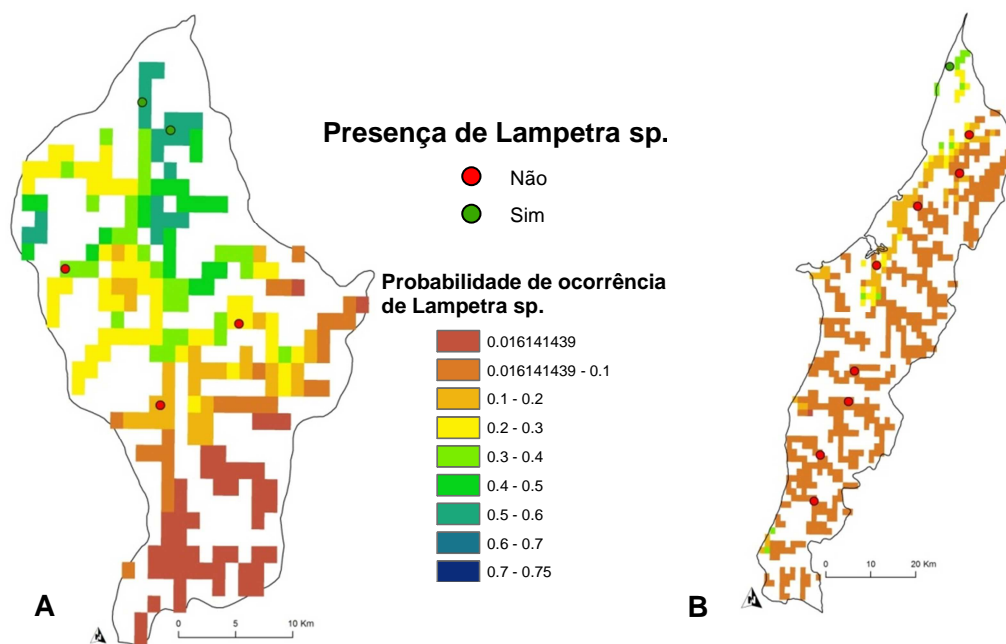 Presença de Lampetra sp.
Não
Sim
Probabilidade de ocorrência
de Lampetra sp.
0.016141439
0.016141439 - 0.1
0.1 - 0.2
0.2 - 0.3
0.3 - 0.4
0.4 - 0.5
0.5 - 0.6
0.6 - 0.7
0.7 - 0.75
A
0 5 10 Km
B
0 10 20 Km